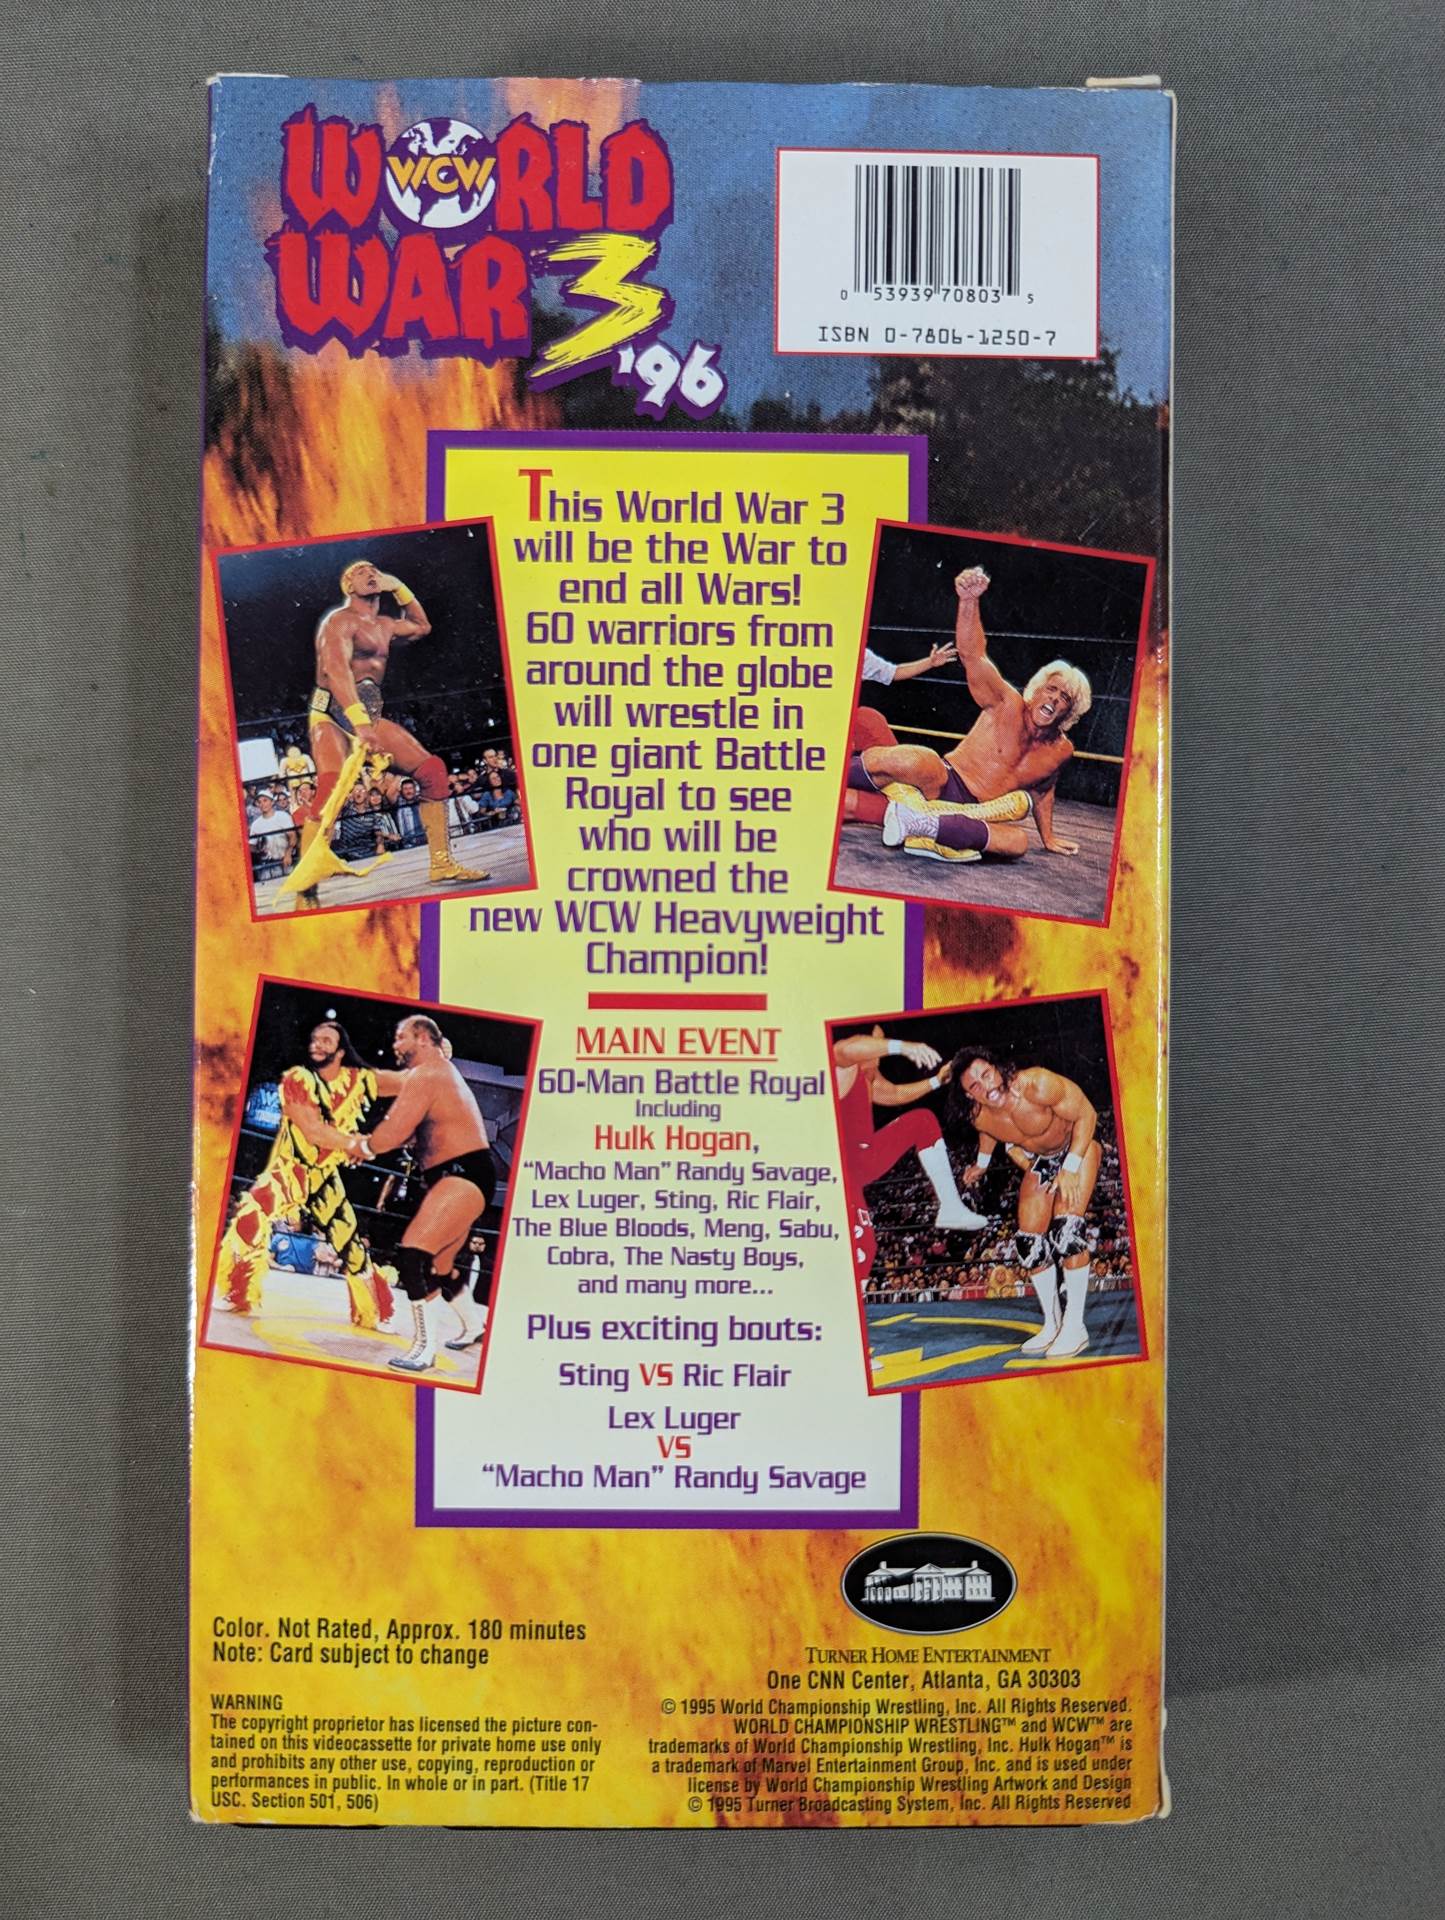 WORLD
WCW
WAR 3
'96
0 53939 70803 5
ISBN 0-7806-1250-7
This World War 3
will be the War to
end all Wars!
60 warriors from
around the globe
will wrestle in
one giant Battle
Royal to see
who will be
crowned the
new WCW Heavyweight
Champion!
MAIN EVENT
60-Man Battle Royal
Including
Hulk Hogan,
“Macho Man” Randy Savage,
Lex Luger, Sting, Ric Flair,
The Blue Bloods, Meng, Sabu,
Cobra, The Nasty Boys,
and many more...
Plus exciting bouts:
Sting VS Ric Flair
Lex Luger
VS
“Macho Man” Randy Savage
Color. Not Rated, Approx. 180 minutes
Note: Card subject to change
WARNING
The copyright proprietor has licensed the picture con-
tained on this videocassette for private home use only
and prohibits any other use, copying, reproduction or
performances in public. In whole or in part. (Title 17
USC. Section 501, 506)
TURNER HOME ENTERTAINMENT
One CNN Center, Atlanta, GA 30303
© 1995 World Championship Wrestling, Inc. All Rights Reserved.
WORLD CHAMPIONSHIP WRESTLING™ and WCW™ are
trademarks of World Championship Wrestling, Inc. Hulk Hogan™ is
a trademark of Marvel Entertainment Group, Inc. and is used under
license by World Championship Wrestling Artwork and Design
© 1995 Turner Broadcasting System, Inc. All Rights Reserved